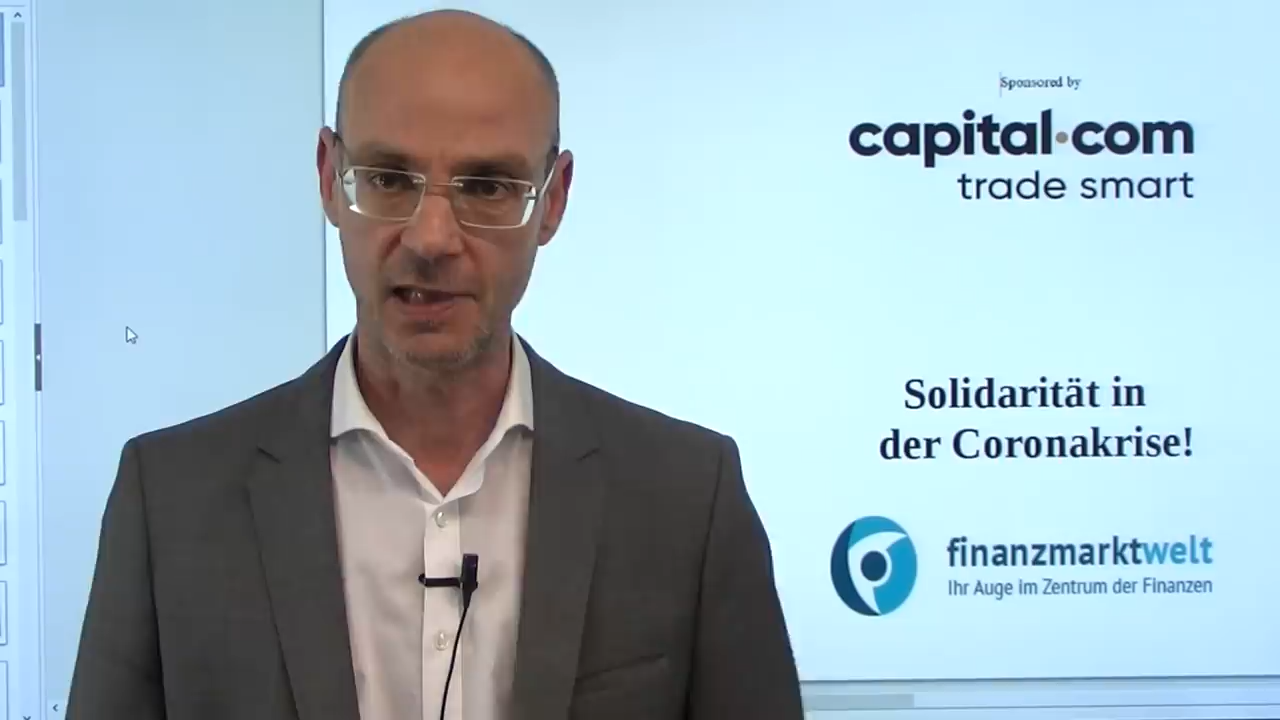 Sponsored by
capital·com
trade smart
Solidarität in
der Coronakrise!
finanzmarktwelt
Ihr Auge im Zentrum der Finanzen